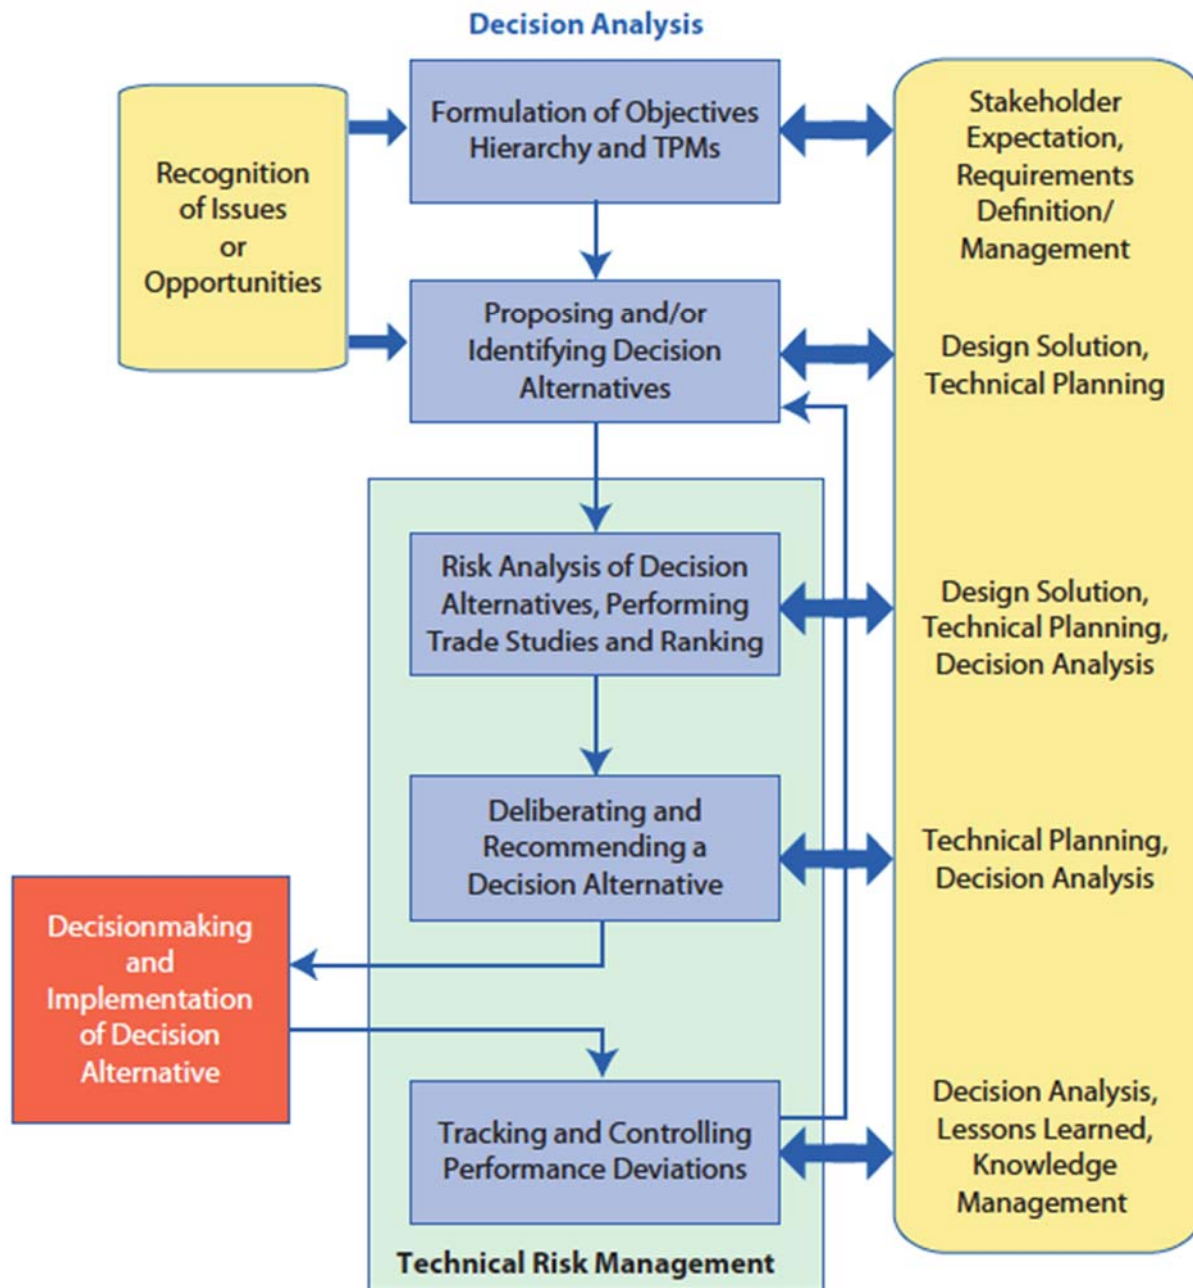 Decision Analysis
Recognition
of Issues
or
Opportunities
Formulation of Objectives
Hierarchy and TPMs
Stakeholder
Expectation,
Requirements
Definition/
Management
Proposing and/or
Identifying Decision
Alternatives
Design Solution,
Technical Planning
Risk Analysis of Decision
Alternatives, Performing
Trade Studies and Ranking
Design Solution,
Technical Planning,
Decision Analysis
Deliberating and
Recommending a
Decision Alternative
Technical Planning,
Decision Analysis
Decisionmaking
and
Implementation
of Decision
Alternative
Tracking and Controlling
Performance Deviations
Decision Analysis,
Lessons Learned,
Knowledge
Management
Technical Risk Management